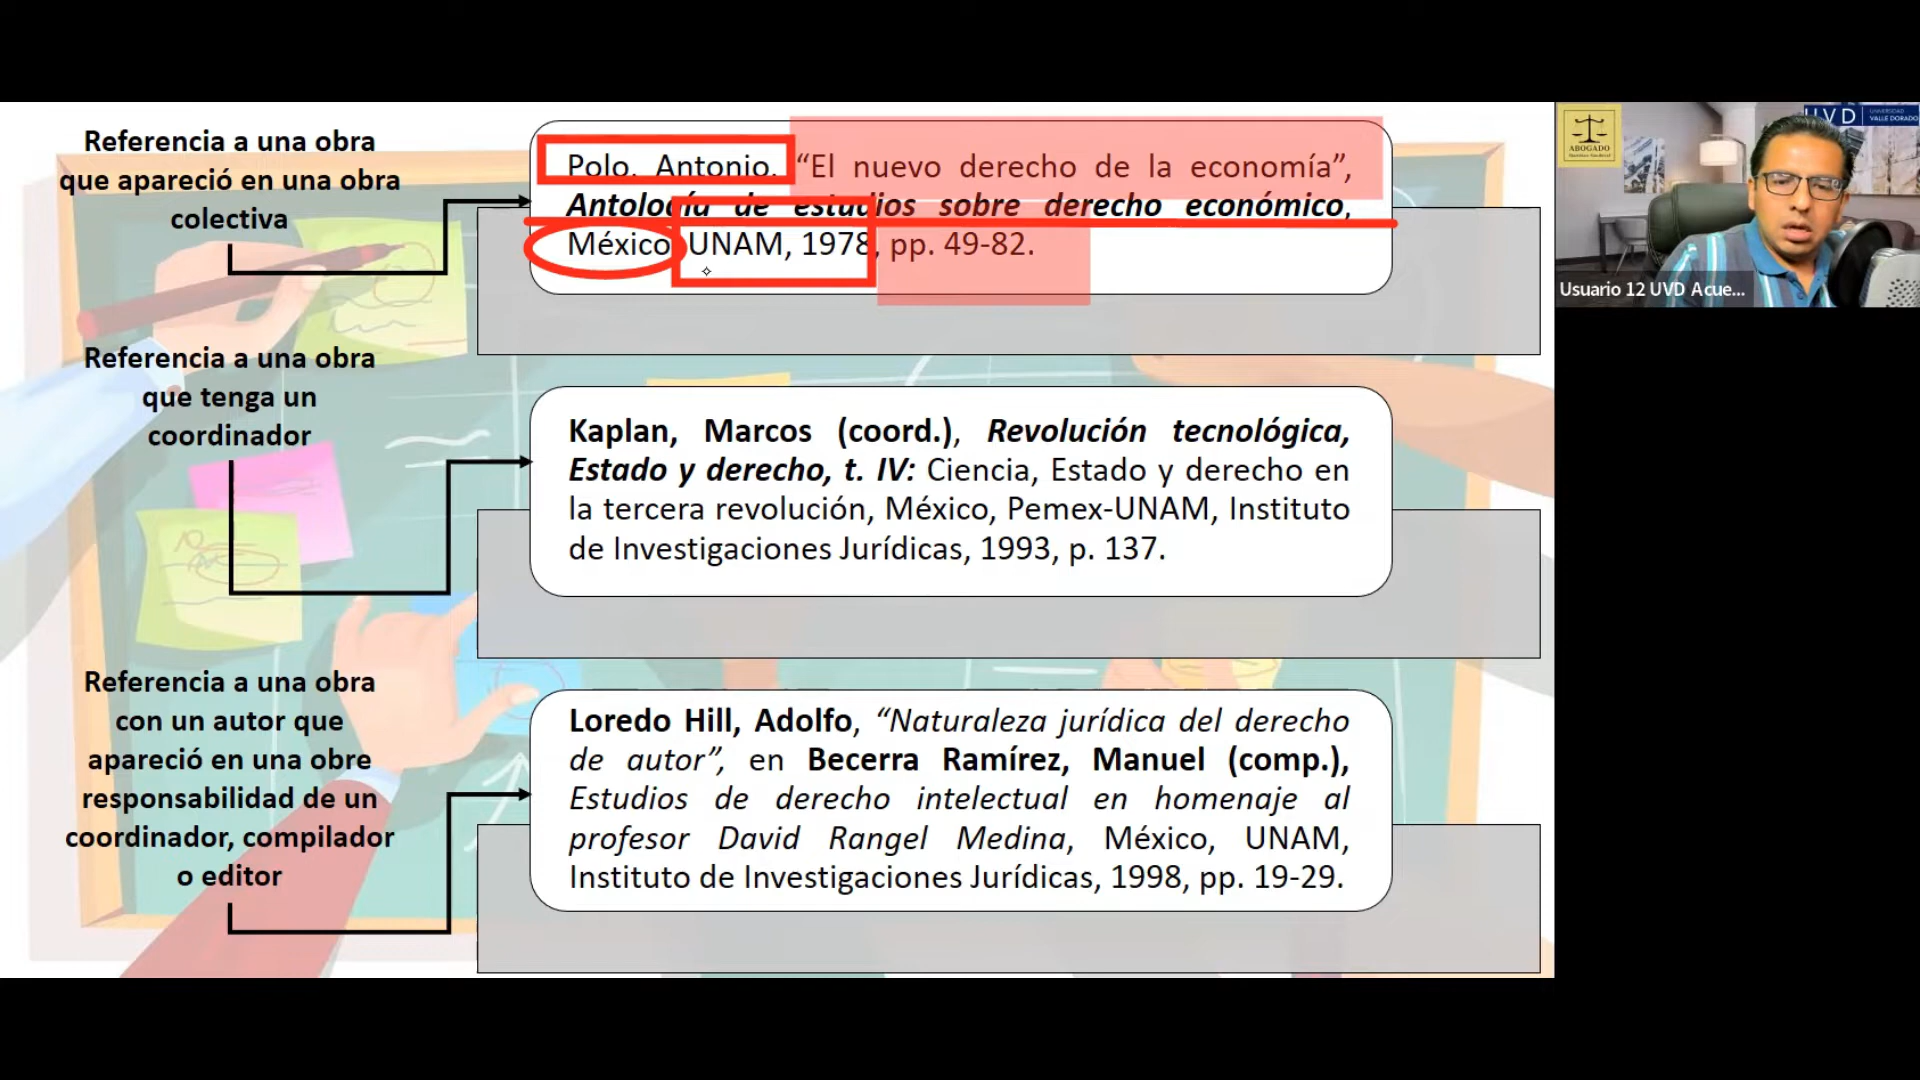 Referencia a una obra
que apareció en una obra
colectiva
Polo, Antonio, “El nuevo derecho de la economía”,
Antología de estudios sobre derecho económico,
México, UNAM, 1978, pp. 49-82.
Referencia a una obra
que tenga un
coordinador
Kaplan, Marcos (coord.), Revolución tecnológica,
Estado y derecho, t. IV: Ciencia, Estado y derecho en
la tercera revolución, México, Pemex-UNAM, Instituto
de Investigaciones Jurídicas, 1993, p. 137.
Referencia a una obra
con un autor que
apareció en una obre
responsabilidad de un
coordinador, compilador
o editor
Loredo Hill, Adolfo, “Naturaleza jurídica del derecho
de autor”, en Becerra Ramírez, Manuel (comp.),
Estudios de derecho intelectual en homenaje al
profesor David Rangel Medina, México, UNAM,
Instituto de Investigaciones Jurídicas, 1998, pp. 19-29.
ABOGADO
UVD
UNIVERSIDAD
VALLE DORADO
Usuario 12 UVD Acue...